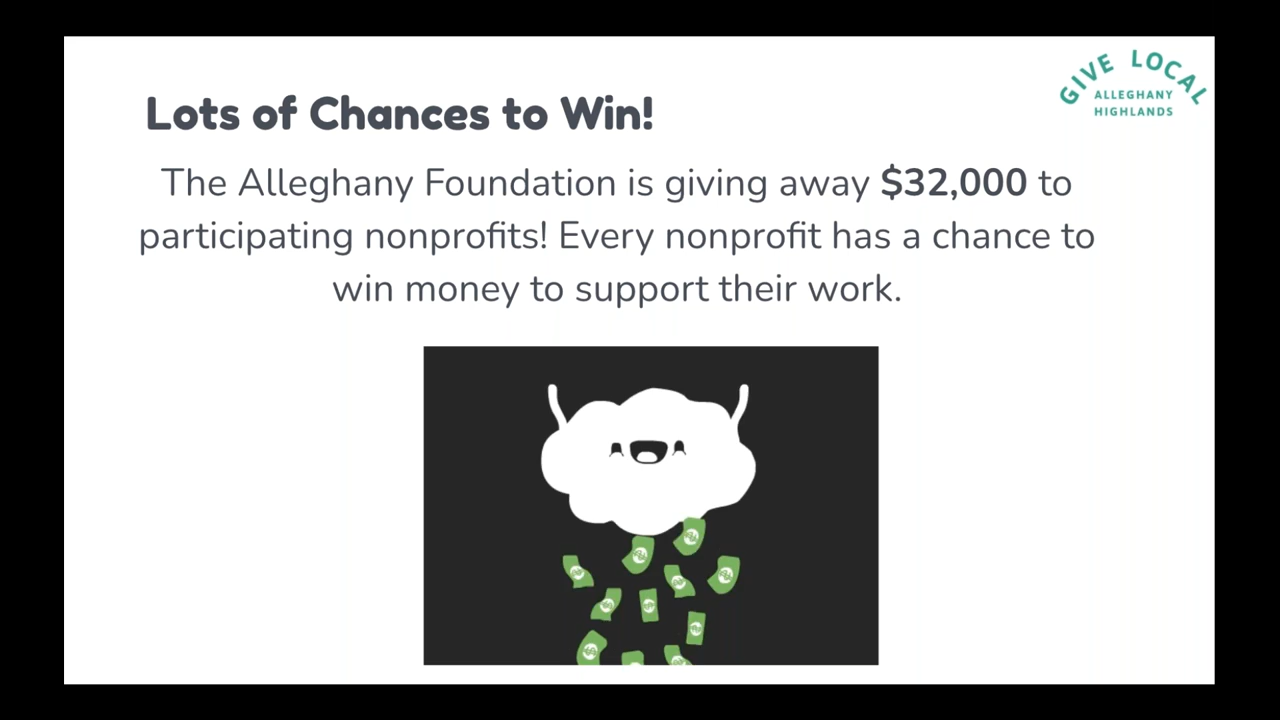 GIVE LOCAL
ALLEGHANY
HIGHLANDS
Lots of Chances to Win!
The Alleghany Foundation is giving away $32,000 to
participating nonprofits! Every nonprofit has a chance to
win money to support their work.